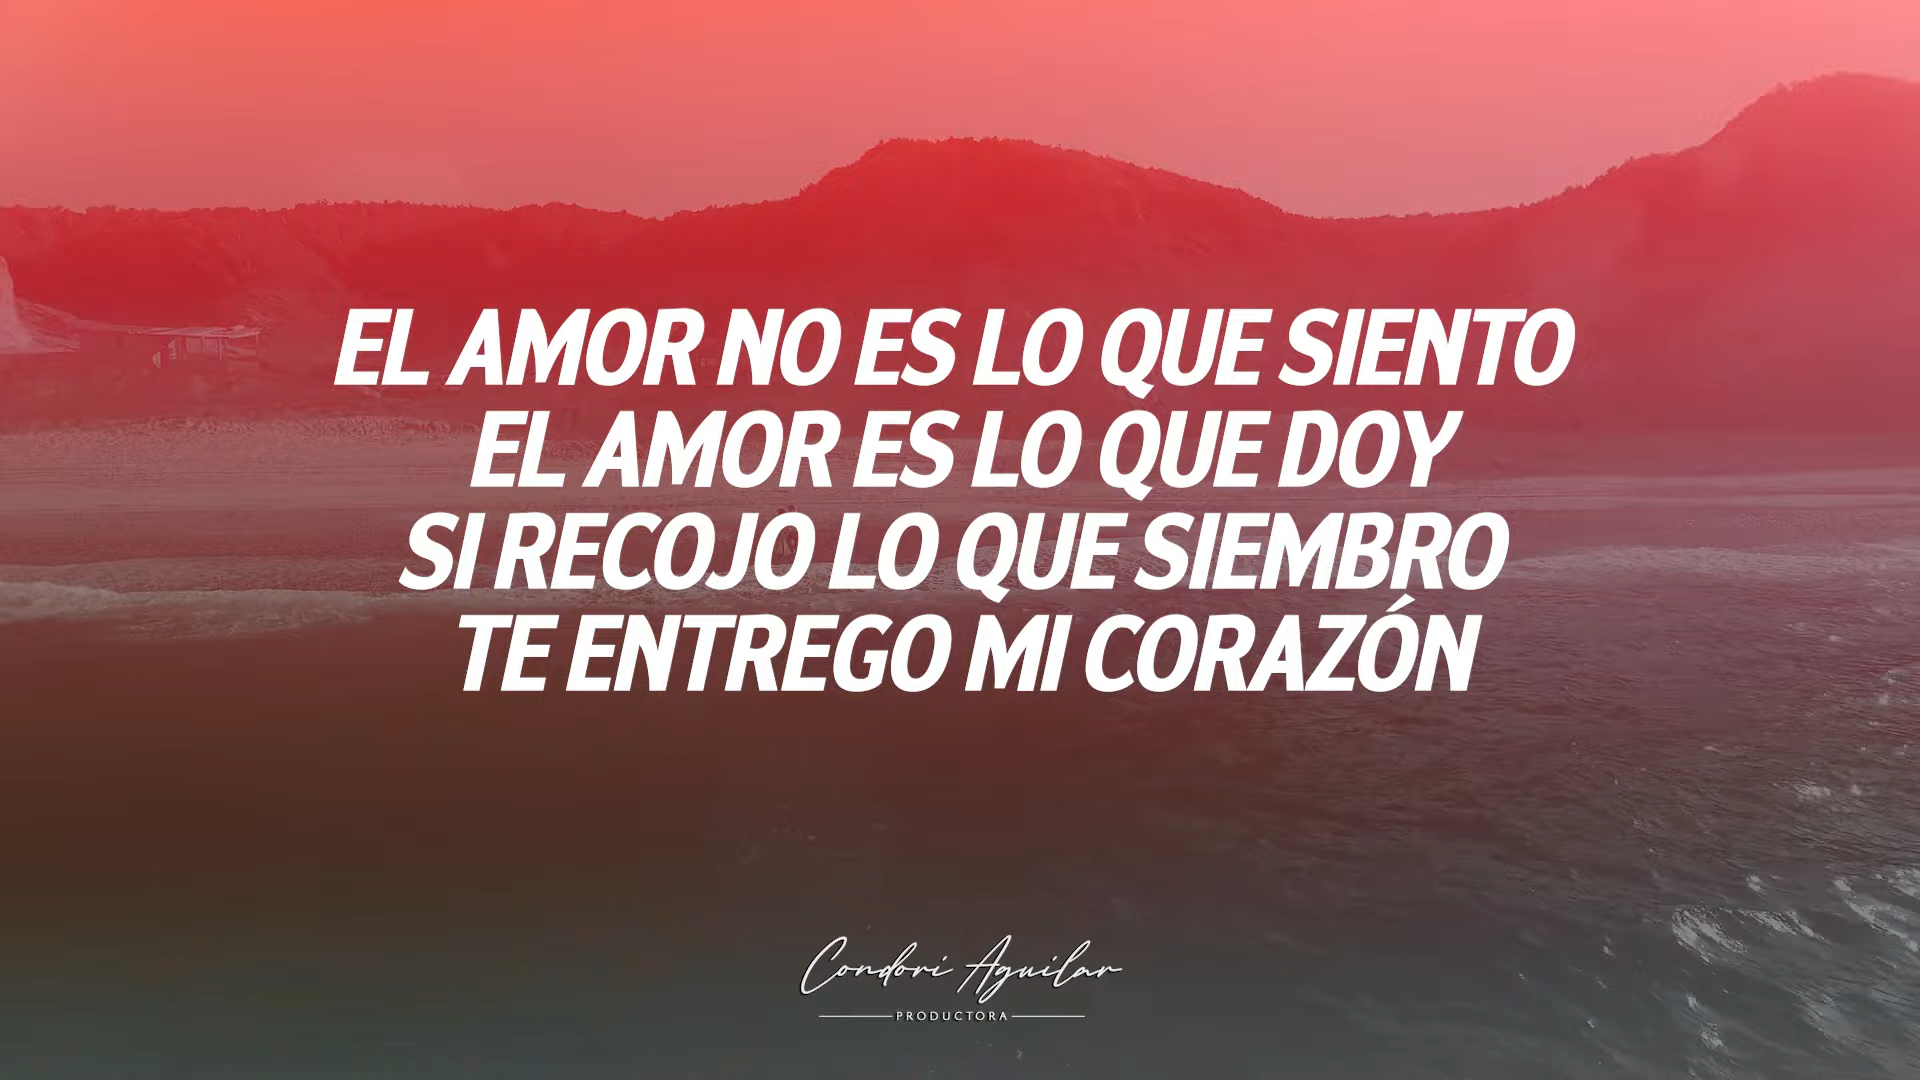 EL AMOR NO ES LO QUE SIENTO
EL AMOR ES LO QUE DOY
SI RECOJO LO QUE SIEMBRO
TE ENTREGO MI CORAZÓN
Condori Aguilar
PRODUCTORA